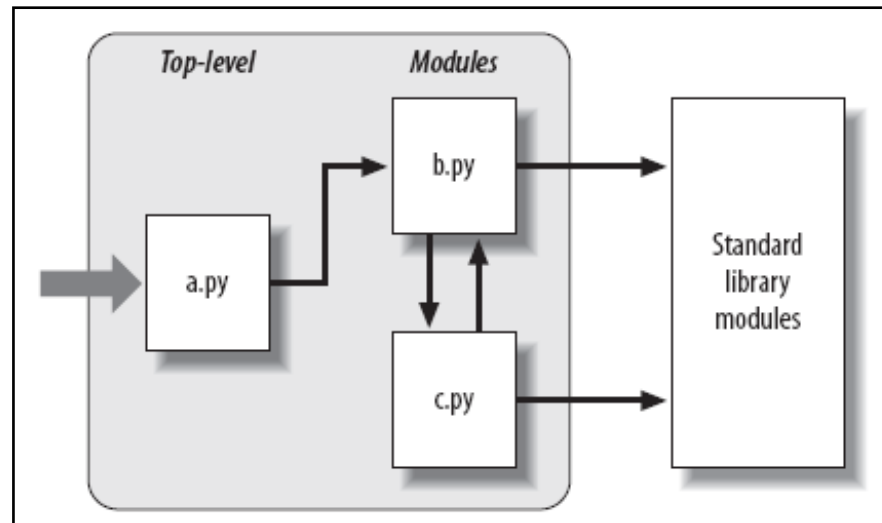 Top-level
Modules
b.py
a.py
c.py
Standard
library
modules